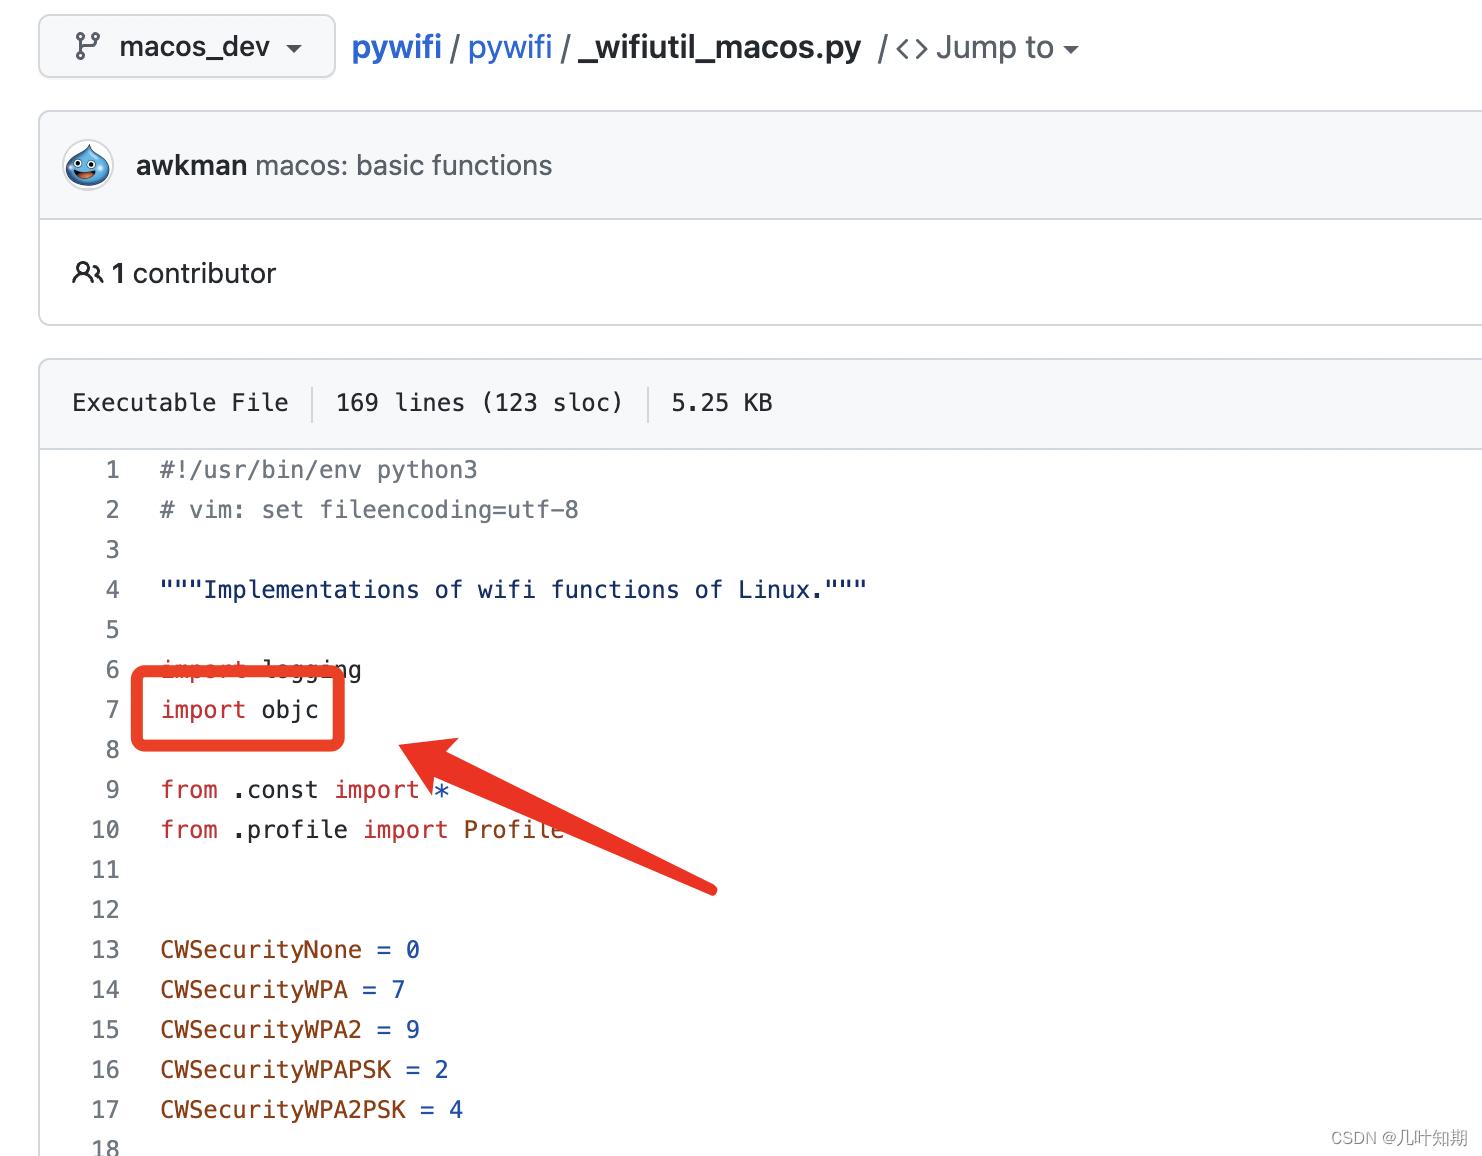 macos_dev pywifi / pywifi / _wifiutil_macos.py / <> Jump to
awkman macos: basic functions
1 contributor
Executable File 169 lines (123 sloc) 5.25 KB
1 #!/usr/bin/env python3
2 # vim: set fileencoding=utf-8
3
4 """Implementations of wifi functions of Linux."""
5
6 import logging
7 import objc
8
9 from .const import *
10 from .profile import Profile
11
12
13 CWSecurityNone = 0
14 CWSecurityWPA = 7
15 CWSecurityWPA2 = 9
16 CWSecurityWPAPSK = 2
17 CWSecurityWPA2PSK = 4
18
CSDN @几叶知期